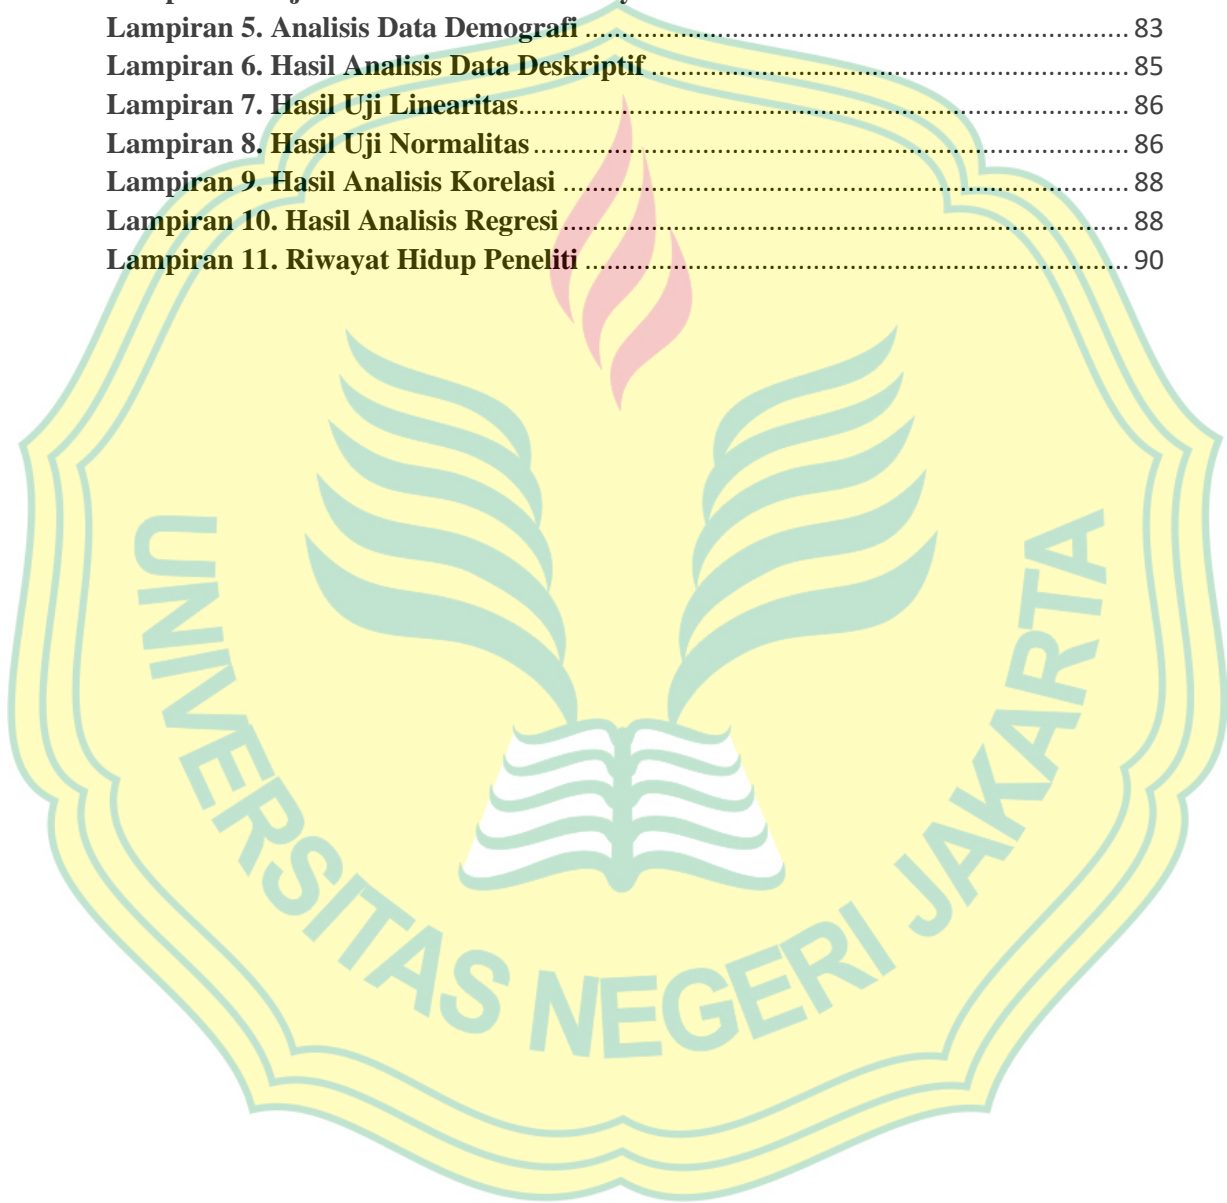 Lampiran 5. Analisis Data Demografi ........................................................................................ 83
Lampiran 6. Hasil Analisis Data Deskriptif ............................................................................. 85
Lampiran 7. Hasil Uji Linearitas................................................................................................. 86
Lampiran 8. Hasil Uji Normalitas ............................................................................................... 86
Lampiran 9. Hasil Analisis Korelasi ........................................................................................... 88
Lampiran 10. Hasil Analisis Regresi ........................................................................................... 88
Lampiran 11. Riwayat Hidup Peneliti ........................................................................................ 90
UNIVERSITAS NEGERI JAKARTA